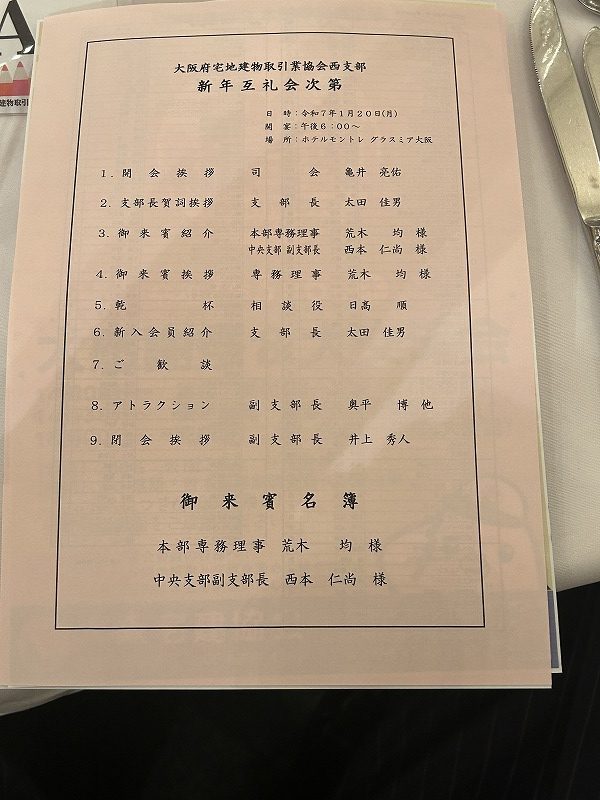 A
建物取引
大阪府宅地建物取引業協会西支部
新年互礼会次第
日 時：令和7年1月20日(月)
開 宴：午後6：00～
場 所：ホテルモントレ グラスミア大阪
1. 開会挨拶 司会 亀井 亮佑
2. 支部長賀詞挨拶 支部長 太田 佳男
3. 御来賓紹介 本部専務理事 荒木 均 様
中央支部 副支部長 西本 仁尚 様
4. 御来賓挨拶 専務理事 荒木 均 様
5. 乾杯 相談役 日髙 順
6. 新入会員紹介 支部長 太田 佳男
7. ご歓談
8. アトラクション 副支部長 奥平 博 他
9. 閉会挨拶 副支部長 井上 秀人
御来賓名簿
本部専務理事 荒木 均 様
中央支部副支部長 西本 仁尚 様